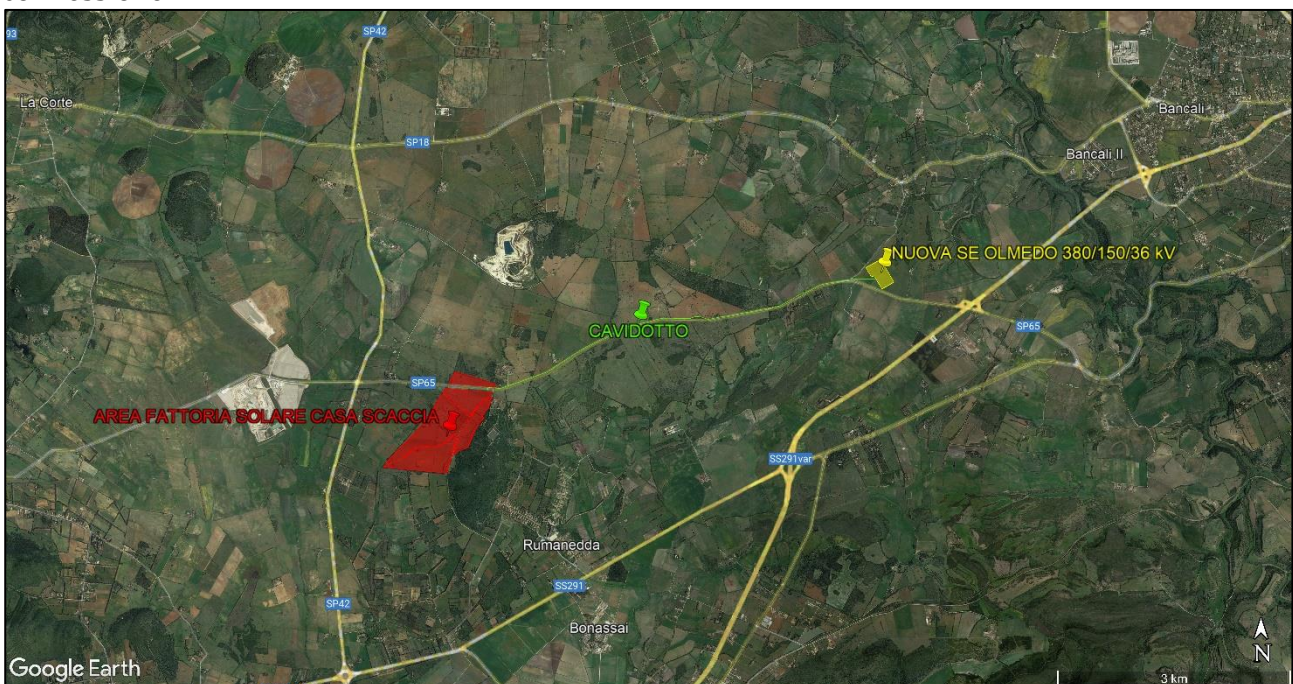 93
SP42
La Corte
SP18
Bancali
Bancali II
NUOVA SE OLMEDO 380/150/36 kV
CAVIDOTTO
SP65
SP65
AREA FATTORIA SOLARE CASA SCACCIA
SS291var
Rumanedda
SS291
SP42
Bonassai
N
Google Earth
3 km